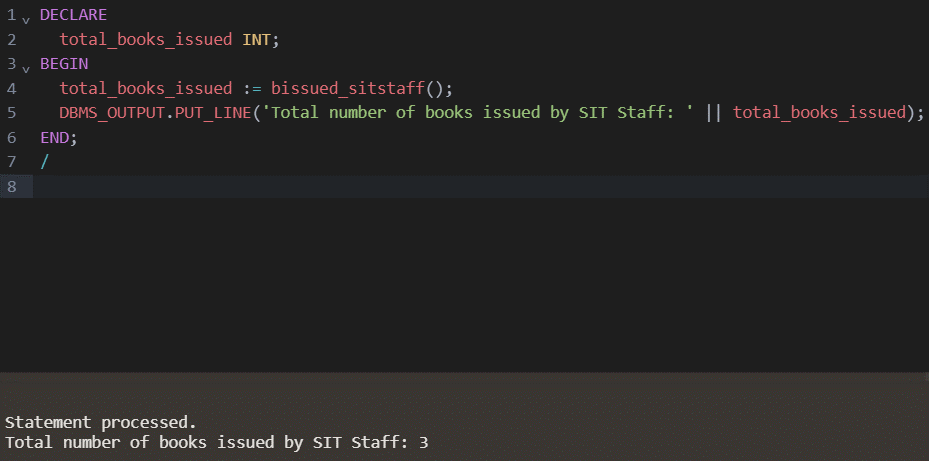 1 DECLARE
2 total_books_issued INT;
3 BEGIN
4 total_books_issued := bissued_sitstaff();
5 DBMS_OUTPUT.PUT_LINE('Total number of books issued by SIT Staff: ' || total_books_issued);
6 END;
7 /
8
Statement processed.
Total number of books issued by SIT Staff: 3